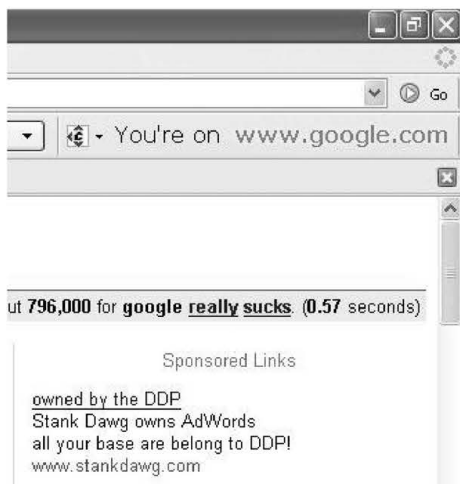 Go
You're on www.google.com
ut 796,000 for google really sucks. (0.57 seconds)
Sponsored Links
owned by the DDP
Stank Dawg owns AdWords
all your base are belong to DDP!
www.stankdawg.com